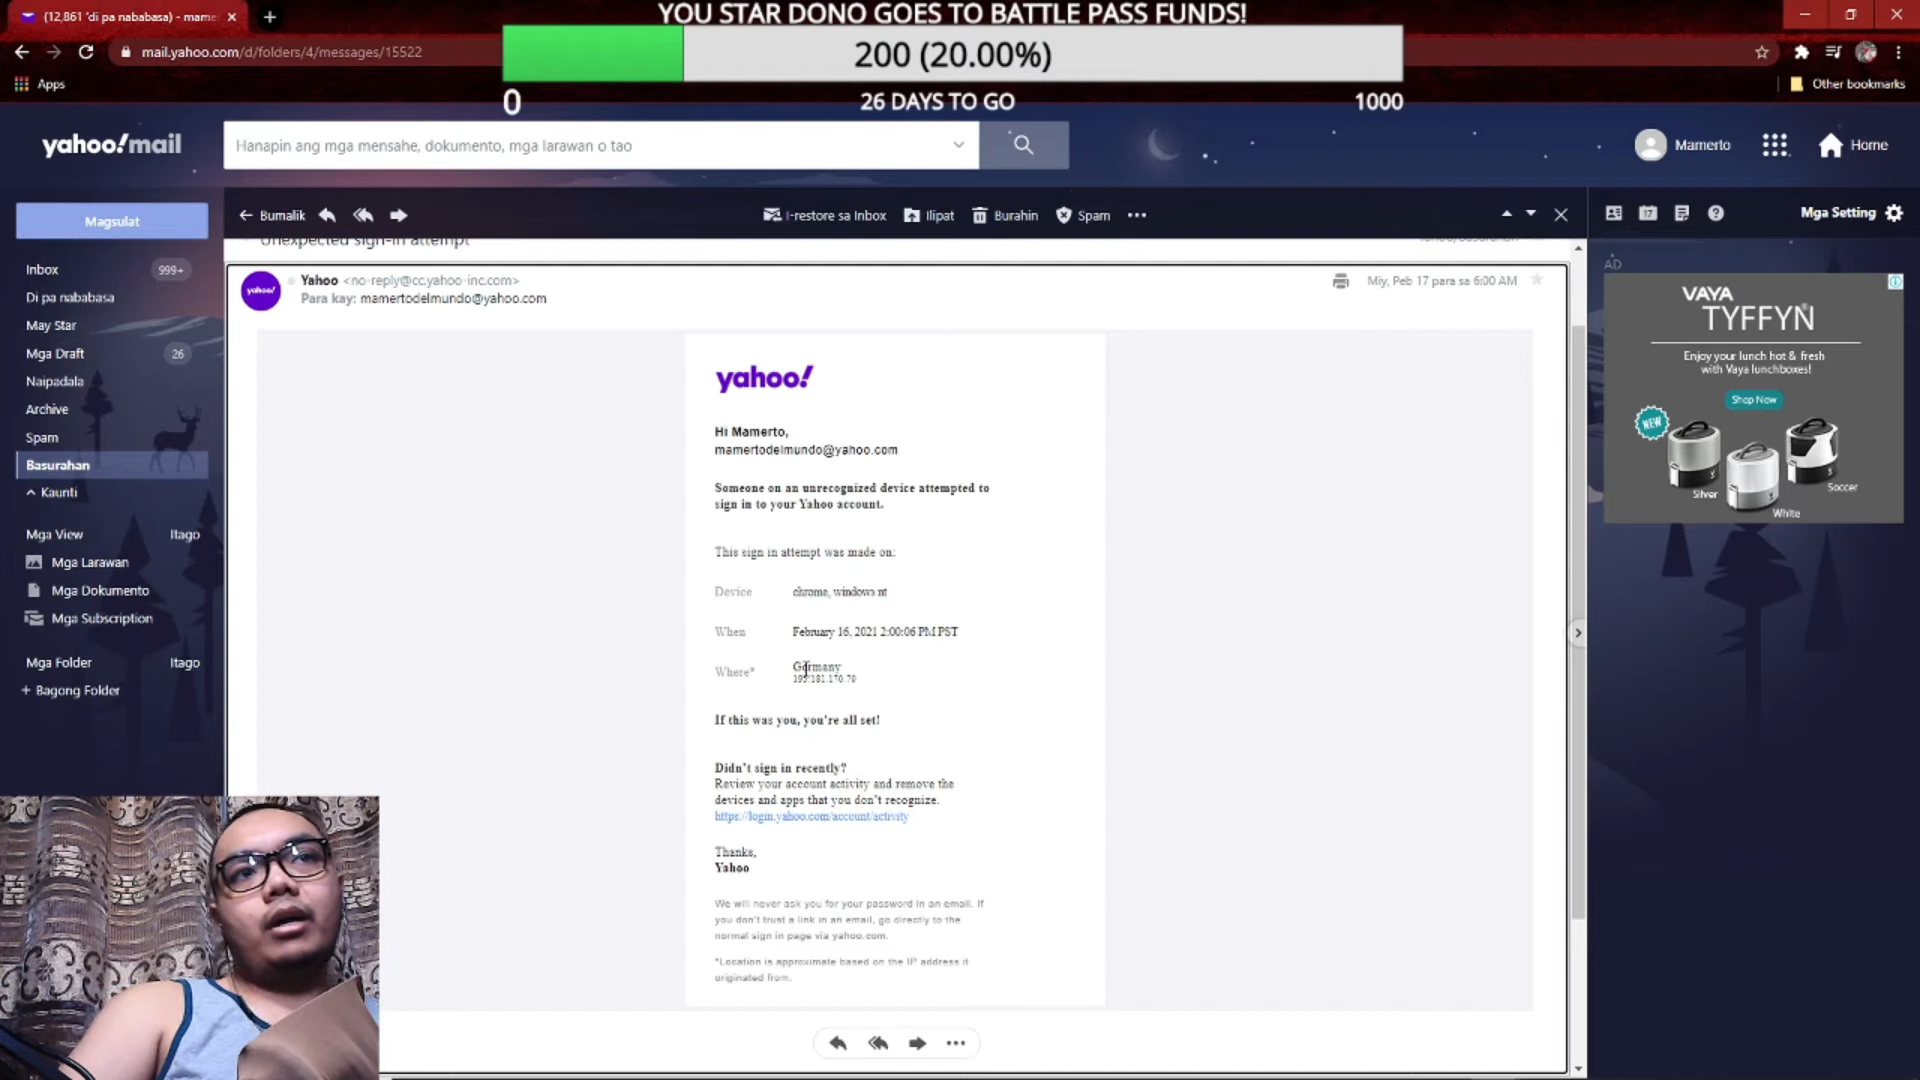 YOU STAR DONO GOES TO BATTLE PASS FUNDS!
(12,861 'di pa nababasa) - mame
mail.yahoo.com/d/folders/4/messages/15522
200 (20.00%)
0
26 DAYS TO GO
1000
Apps
Other bookmarks
yahoo!mail
Hanapin ang mga mensahe, dokumento, mga larawan o tao
Mamerto
Home
Magsulat
Bumalik
I-restore sa Inbox
Ilipat
Burahin
Spam
Mga Setting
17
Unexpected sign-in attempt
Inbox
999+
Di pa nababasa
May Star
Mga Draft
26
Naipadala
Archive
Spam
Basurahan
Kaunti
Mga View
Itago
Mga Larawan
Mga Dokumento
Mga Subscription
Mga Folder
Itago
+ Bagong Folder
yahoo!
Yahoo <no-reply@cc.yahoo-inc.com>
Para kay: mamertodelmundo@yahoo.com
Miy, Peb 17 para sa 6:00 AM
yahoo!
Hi Mamerto,
mamertodelmundo@yahoo.com
Someone on an unrecognized device attempted to
sign in to your Yahoo account.
This sign in attempt was made on:
Device
chrome, windows nt
When
February 16, 2021 2:00:06 PM PST
Where*
Germany
If this was you, you're all set!
Didn't sign in recently?
Review your account activity and remove the
devices and apps that you don't recognize.
https://login.yahoo.com/account/activity
Thanks,
Yahoo
We will never ask you for your password in an email. If
you don't trust a link in an email, go directly to the
normal sign in page via yahoo.com.
*Location is approximate based on the IP address it
originated from.
AD
VAYA
TYFFYN
Enjoy your lunch hot & fresh
with Vaya lunchboxes!
Shop Now
NEW
Silver
White
Soccer